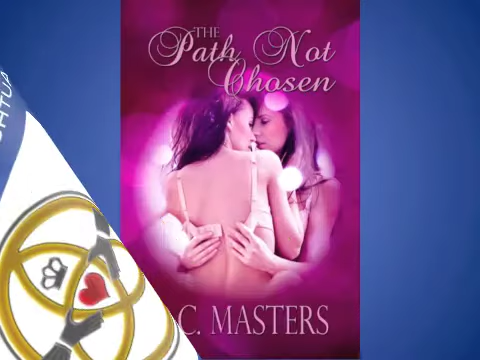 THE
Path Not
Chosen
C. MASTERS